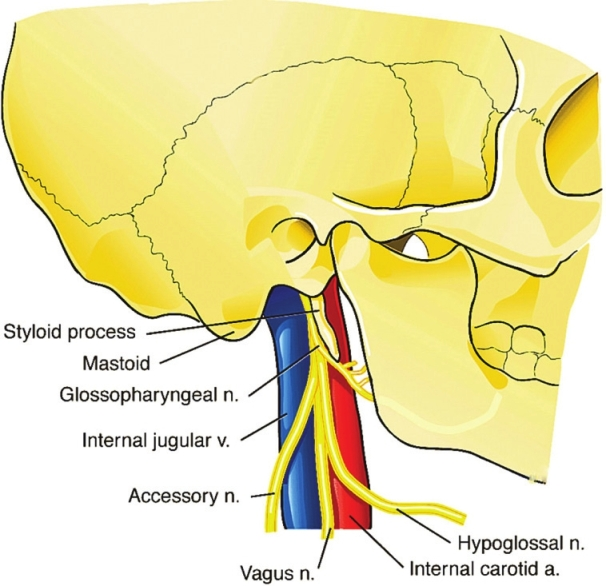 Styloid process
Mastoid
Glossopharyngeal n.
Internal jugular v.
Accessory n.
Hypoglossal n.
Internal carotid a.
Vagus n.